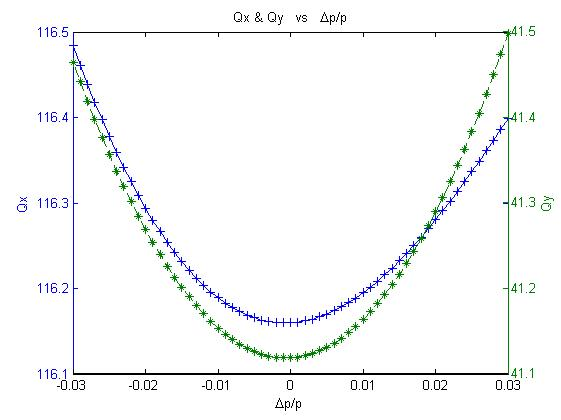 Qx & Qy vs Δp/p
116.5 41.5
116.4 41.4
Qx 116.3 41.3 Qy
116.2 41.2
116.1 41.1
-0.03 -0.02 -0.01 0 0.01 0.02 0.03
Δp/p